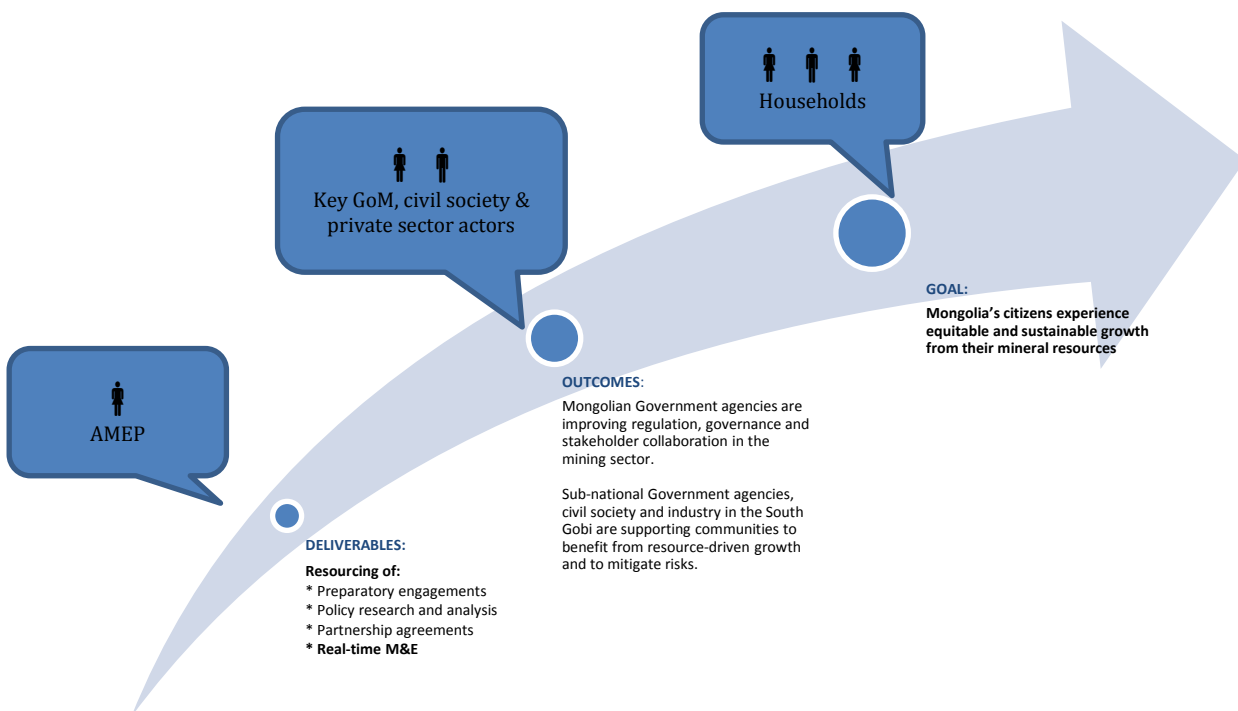 AMEP
DELIVERABLES:
Resourcing of:
* Preparatory engagements
* Policy research and analysis
* Partnership agreements
* Real-time M&E
Key GoM, civil society &
private sector actors
OUTCOMES:
Mongolian Government agencies are
improving regulation, governance and
stakeholder collaboration in the
mining sector.
Sub-national Government agencies,
civil society and industry in the South
Gobi are supporting communities to
benefit from resource-driven growth
and to mitigate risks.
Households
GOAL:
Mongolia’s citizens experience
equitable and sustainable growth
from their mineral resources